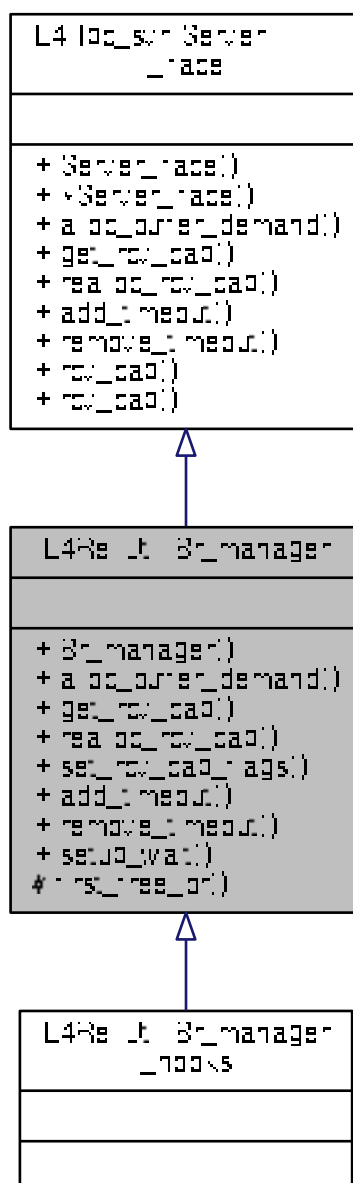 L4::Ipc_svr::Server
_iface
+ Server_iface()
+ ~Server_iface()
+ alloc_buffer_demand()
+ get_rcv_cap()
+ realloc_rcv_cap()
+ add_timeout()
+ remove_timeout()
+ rcv_cap()
+ rcv_cap()
L4Re::Util::Br_manager
+ Br_manager()
+ alloc_buffer_demand()
+ get_rcv_cap()
+ realloc_rcv_cap()
+ set_rcv_cap_flags()
+ add_timeout()
+ remove_timeout()
+ setup_wait()
# first_free_br()
L4Re::Util::Br_manager
_hooks